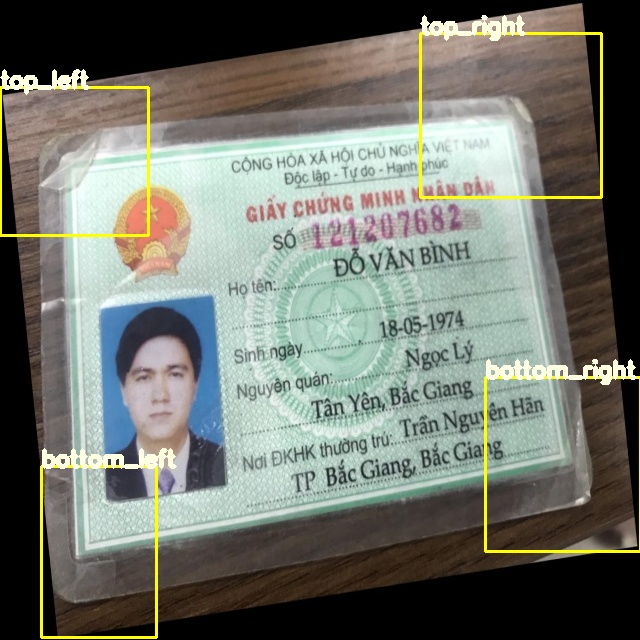 top_left
top_right
CỘNG HÒA XÃ HỘI CHỦ NGHĨA VIỆT NAM
Độc lập - Tự do - Hạnh phúc
GIẤY CHỨNG MINH NHÂN DÂN
SỐ 121207682
Họ tên: ĐỖ VĂN BÌNH
Sinh ngày 18-05-1974
Nguyên quán: Ngọc Lý
Tân Yên, Bắc Giang
Nơi ĐKHK thường trú: Trần Nguyên Hãn
TP Bắc Giang, Bắc Giang
bottom_left
bottom_right